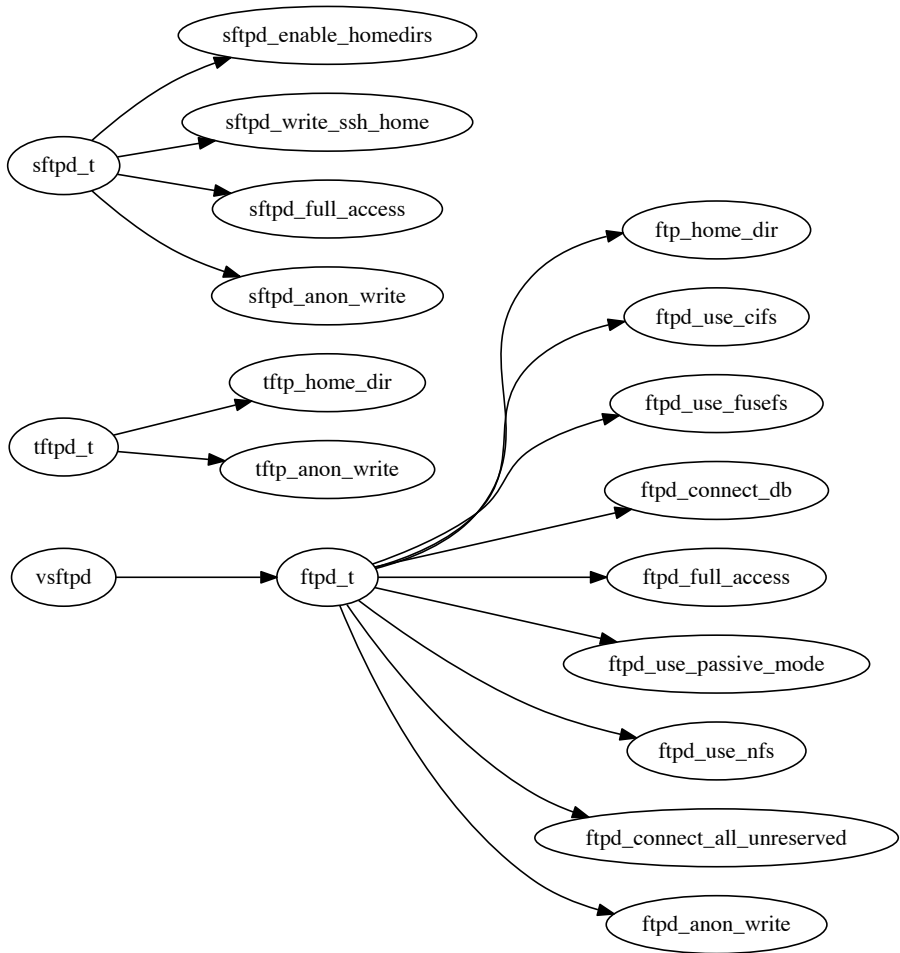 sftpd_enable_homedirs
sftpd_write_ssh_home
sftpd_t
sftpd_full_access
ftp_home_dir
sftpd_anon_write
ftpd_use_cifs
tftp_home_dir
ftpd_use_fusefs
tftpd_t
tftp_anon_write
ftpd_connect_db
vsftpd
ftpd_t
ftpd_full_access
ftpd_use_passive_mode
ftpd_use_nfs
ftpd_connect_all_unreserved
ftpd_anon_write